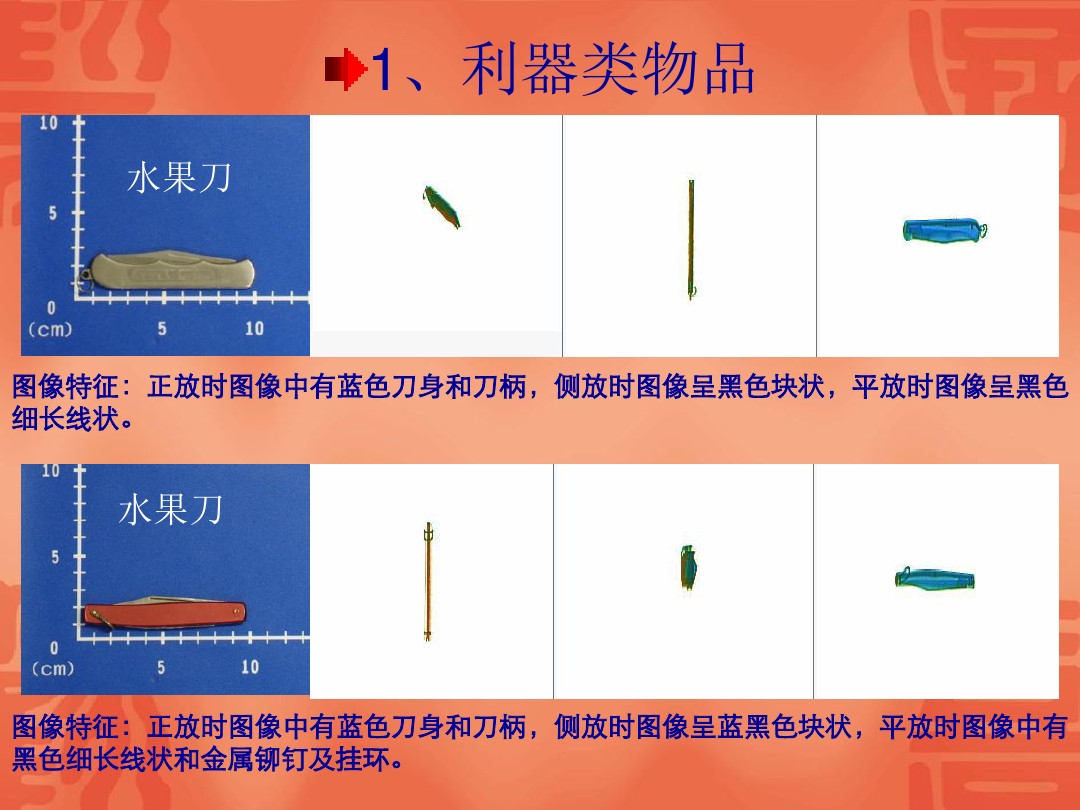 1、利器类物品
10
水果刀
5
0
(cm)
5
10
图像特征：正放时图像中有蓝色刀身和刀柄，侧放时图像呈黑色块状，平放时图像呈黑色
细长线状。
10
水果刀
5
0
(cm)
5
10
图像特征：正放时图像中有蓝色刀身和刀柄，侧放时图像呈蓝黑色块状，平放时图像中有
黑色细长线状和金属铆钉及挂环。